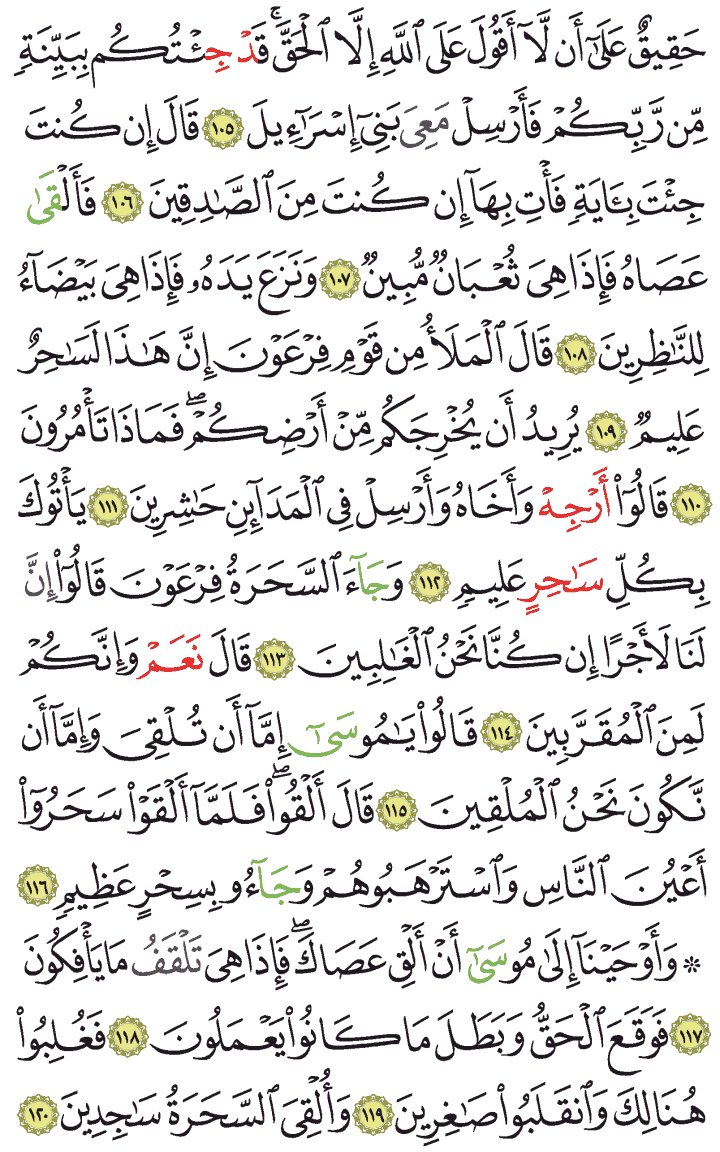 حَقِيقٌ عَلَىٰٓ أَن لَّآ أَقُولَ عَلَى ٱللَّهِ إِلَّا ٱلۡحَقَّۚ قَدۡ جِئۡتُكُم بِبَيِّنَةٖ
مِّن رَّبِّكُمۡ فَأَرۡسِلۡ مَعِيَ بَنِيٓ إِسۡرَـٰٓءِيلَ ١٠٥ قَالَ إِن كُنتَ
جِئۡتَ بِـَٔايَةٖ فَأۡتِ بِهَآ إِن كُنتَ مِنَ ٱلصَّـٰدِقِينَ ١٠٦ فَأَلۡقَىٰ
عَصَاهُ فَإِذَا هِيَ ثُعۡبَانٞ مُّبِينٞ ١٠٧ وَنَزَعَ يَدَهُۥ فَإِذَا هِيَ بَيۡضَآءُ
لِلنَّـٰظِرِينَ ١٠٨ قَالَ ٱلۡمَلَأُ مِن قَوۡمِ فِرۡعَوۡنَ إِنَّ هَـٰذَا لَسَـٰحِرٌ
عَلِيمٞ ١٠٩ يُرِيدُ أَن يُخۡرِجَكُم مِّنۡ أَرۡضِكُمۡۖ فَمَاذَا تَأۡمُرُونَ
١١٠ قَالُوٓاْ أَرۡجِهۡ وَأَخَاهُ وَأَرۡسِلۡ فِي ٱلۡمَدَآئِنِ حَـٰشِرِينَ ١١١ يَأۡتُوكَ
بِكُلِّ سَـٰحِرٍ عَلِيمٖ ١١٢ وَجَآءَ ٱلسَّحَرَةُ فِرۡعَوۡنَ قَالُوٓاْ إِنَّ
لَنَا لَأَجۡرًا إِن كُنَّا نَحۡنُ ٱلۡغَـٰلِبِينَ ١١٣ قَالَ نَعَمۡ وَإِنَّكُمۡ
لَمِنَ ٱلۡمُقَرَّبِينَ ١١٤ قَالُواْ يَـٰمُوسَىٰٓ إِمَّآ أَن تُلۡقِيَ وَإِمَّآ أَن
نَّكُونَ نَحۡنُ ٱلۡمُلۡقِينَ ١١٥ قَالَ أَلۡقُواْۖ فَلَمَّآ أَلۡقَوۡاْ سَحَرُوٓاْ
أَعۡيُنَ ٱلنَّاسِ وَٱسۡتَرۡهَبُوهُمۡ وَجَآءُو بِسِحۡرٍ عَظِيمٖ ١١٦
۞ وَأَوۡحَيۡنَآ إِلَىٰ مُوسَىٰٓ أَنۡ أَلۡقِ عَصَاكَۖ فَإِذَا هِيَ تَلۡقَفُ مَا يَأۡفِكُونَ
١١٧ فَوَقَعَ ٱلۡحَقُّ وَبَطَلَ مَا كَانُواْ يَعۡمَلُونَ ١١٨ فَغُلِبُواْ
هُنَالِكَ وَٱنقَلَبُواْ صَـٰغِرِينَ ١١٩ وَأُلۡقِيَ ٱلسَّحَرَةُ سَـٰجِدِينَ ١٢٠